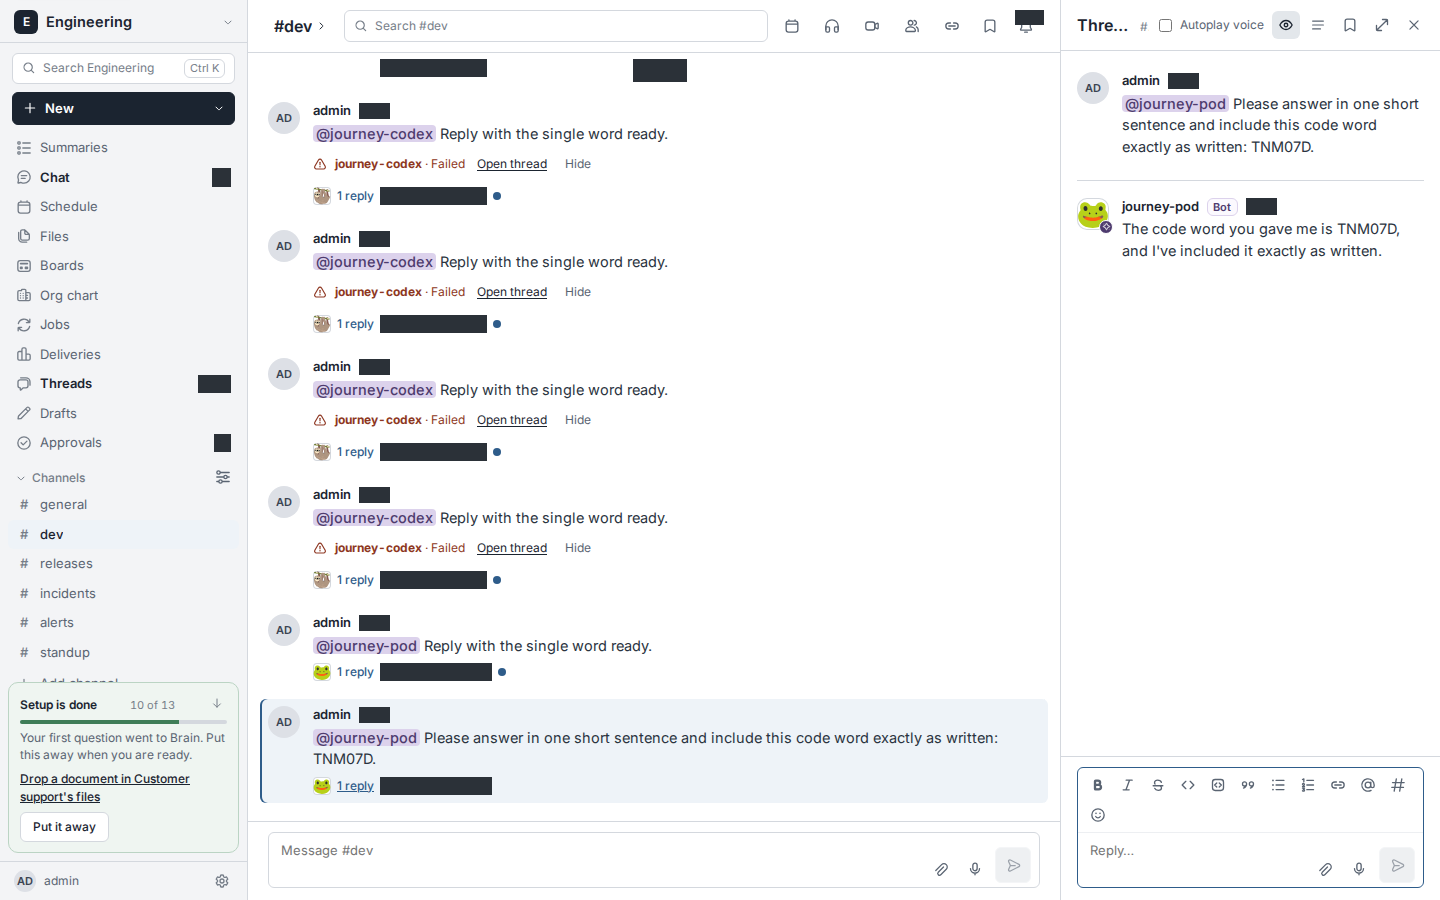 E Engineering
Search Engineering Ctrl K
New
Summaries
Chat
Schedule
Files
Boards
Org chart
Jobs
Deliveries
Threads
Drafts
Approvals
Channels
# general
# dev
# releases
# incidents
# alerts
# standup
Setup is done 10 of 13
Your first question went to Brain. Put
this away when you are ready.
Drop a document in Customer
support's files
Put it away
AD admin
#dev
Search #dev
AD admin
@journey-codex Reply with the single word ready.
journey-codex · Failed Open thread Hide
1 reply
AD admin
@journey-codex Reply with the single word ready.
journey-codex · Failed Open thread Hide
1 reply
AD admin
@journey-codex Reply with the single word ready.
journey-codex · Failed Open thread Hide
1 reply
AD admin
@journey-codex Reply with the single word ready.
journey-codex · Failed Open thread Hide
1 reply
AD admin
@journey-pod Reply with the single word ready.
1 reply
AD admin
@journey-pod Please answer in one short sentence and include this code word exactly as written:
TNM07D.
1 reply
Message #dev
Thre... # Autoplay voice
AD admin
@journey-pod Please answer in one short
sentence and include this code word
exactly as written: TNM07D.
journey-pod Bot
The code word you gave me is TNM07D,
and I've included it exactly as written.
Reply...